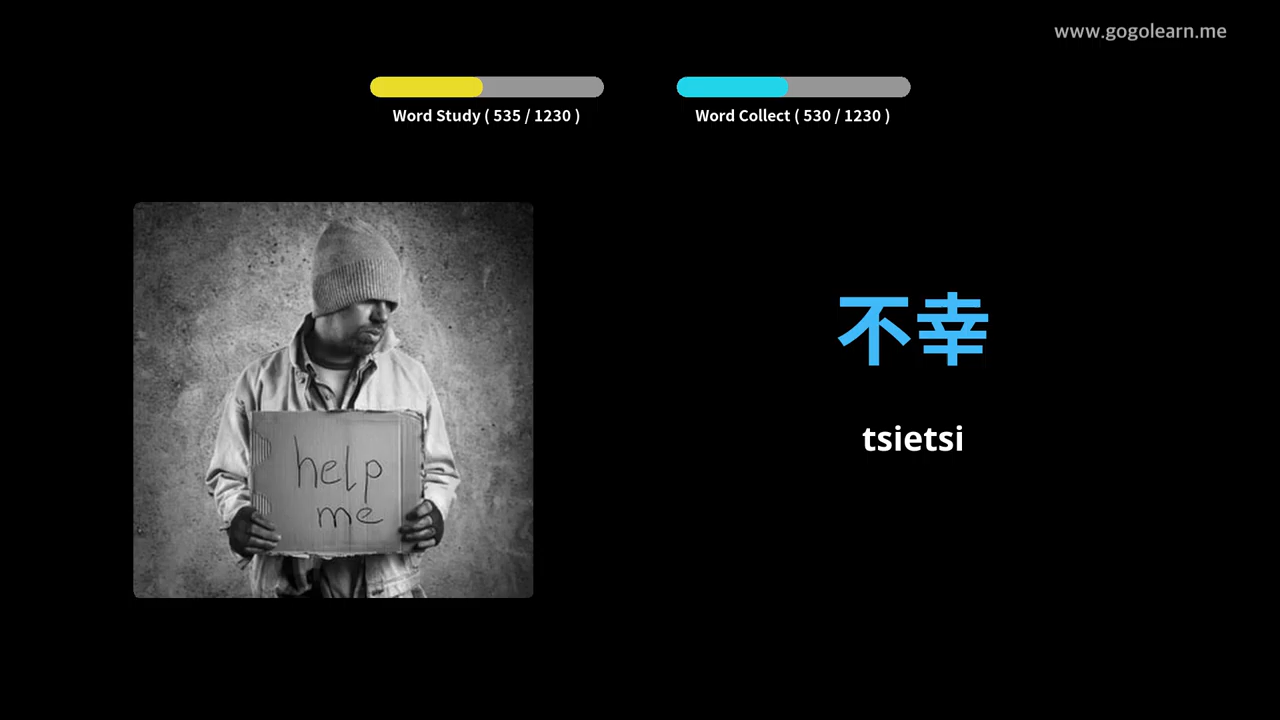 www.gogolearn.me
Word Study ( 535 / 1230 )
Word Collect ( 530 / 1230 )
help
me
不幸
tsietsi